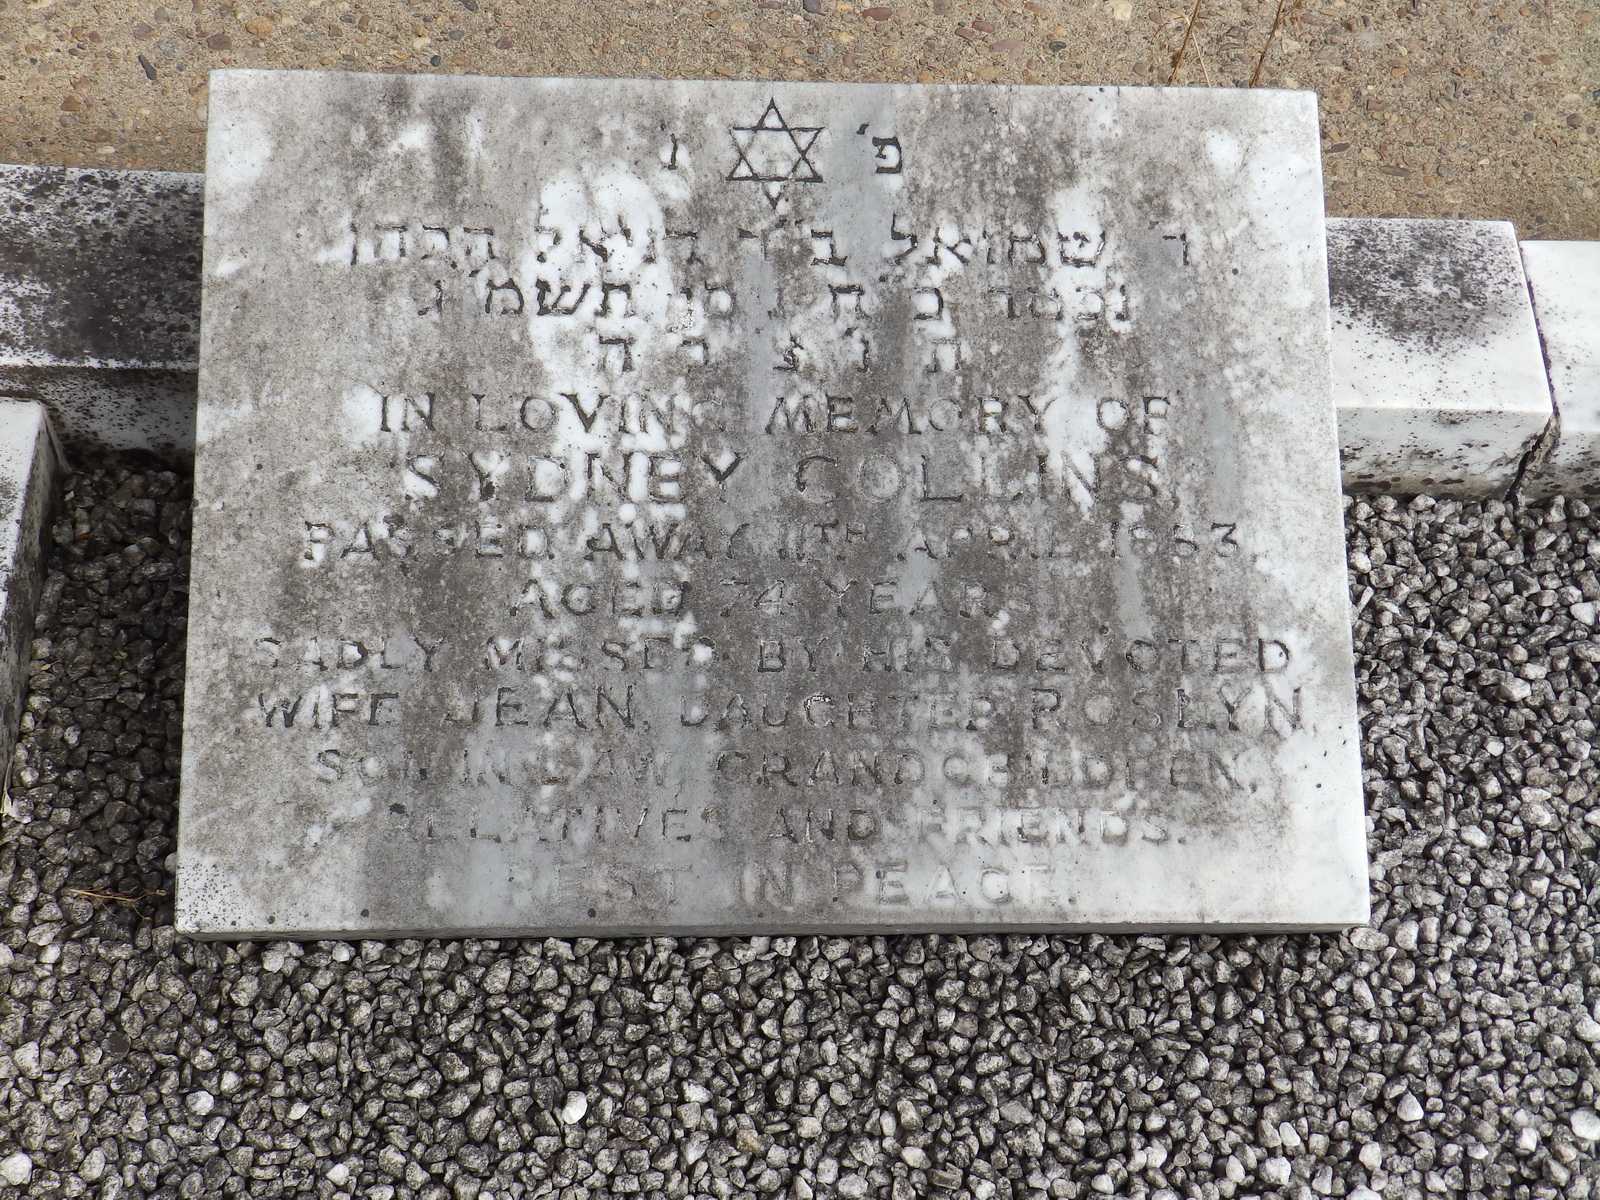 פ' נ'
ר שמואל ב"ר דניאל הכהן
נפטר כ"ח ניסן תשמ"ג
ת נ צ ב ה
IN LOVING MEMORY OF
SYDNEY COLLINS
PASSED AWAY 11TH APRIL 1983
AGED 74 YEARS
SADLY MISSED BY HIS DEVOTED
WIFE JEAN, DAUGHTER ROSLYN
SON IN LAW, GRANDCHILDREN,
RELATIVES AND FRIENDS.
REST IN PEACE.